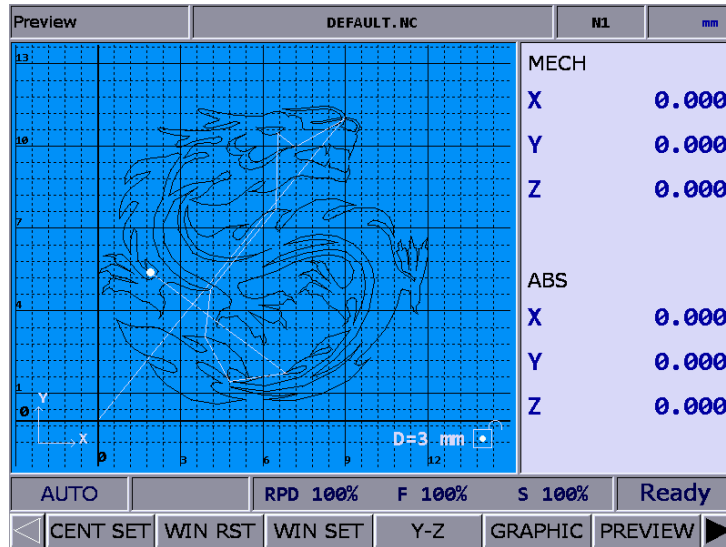 Preview DEFAULT.NC N1 mm
13
10
7
4
1
0
Y
X
0 3 6 9 12
D=3 mm
MECH
X 0.000
Y 0.000
Z 0.000
ABS
X 0.000
Y 0.000
Z 0.000
AUTO RPD 100% F 100% S 100% Ready
CENT SET WIN RST WIN SET Y-Z GRAPHIC PREVIEW